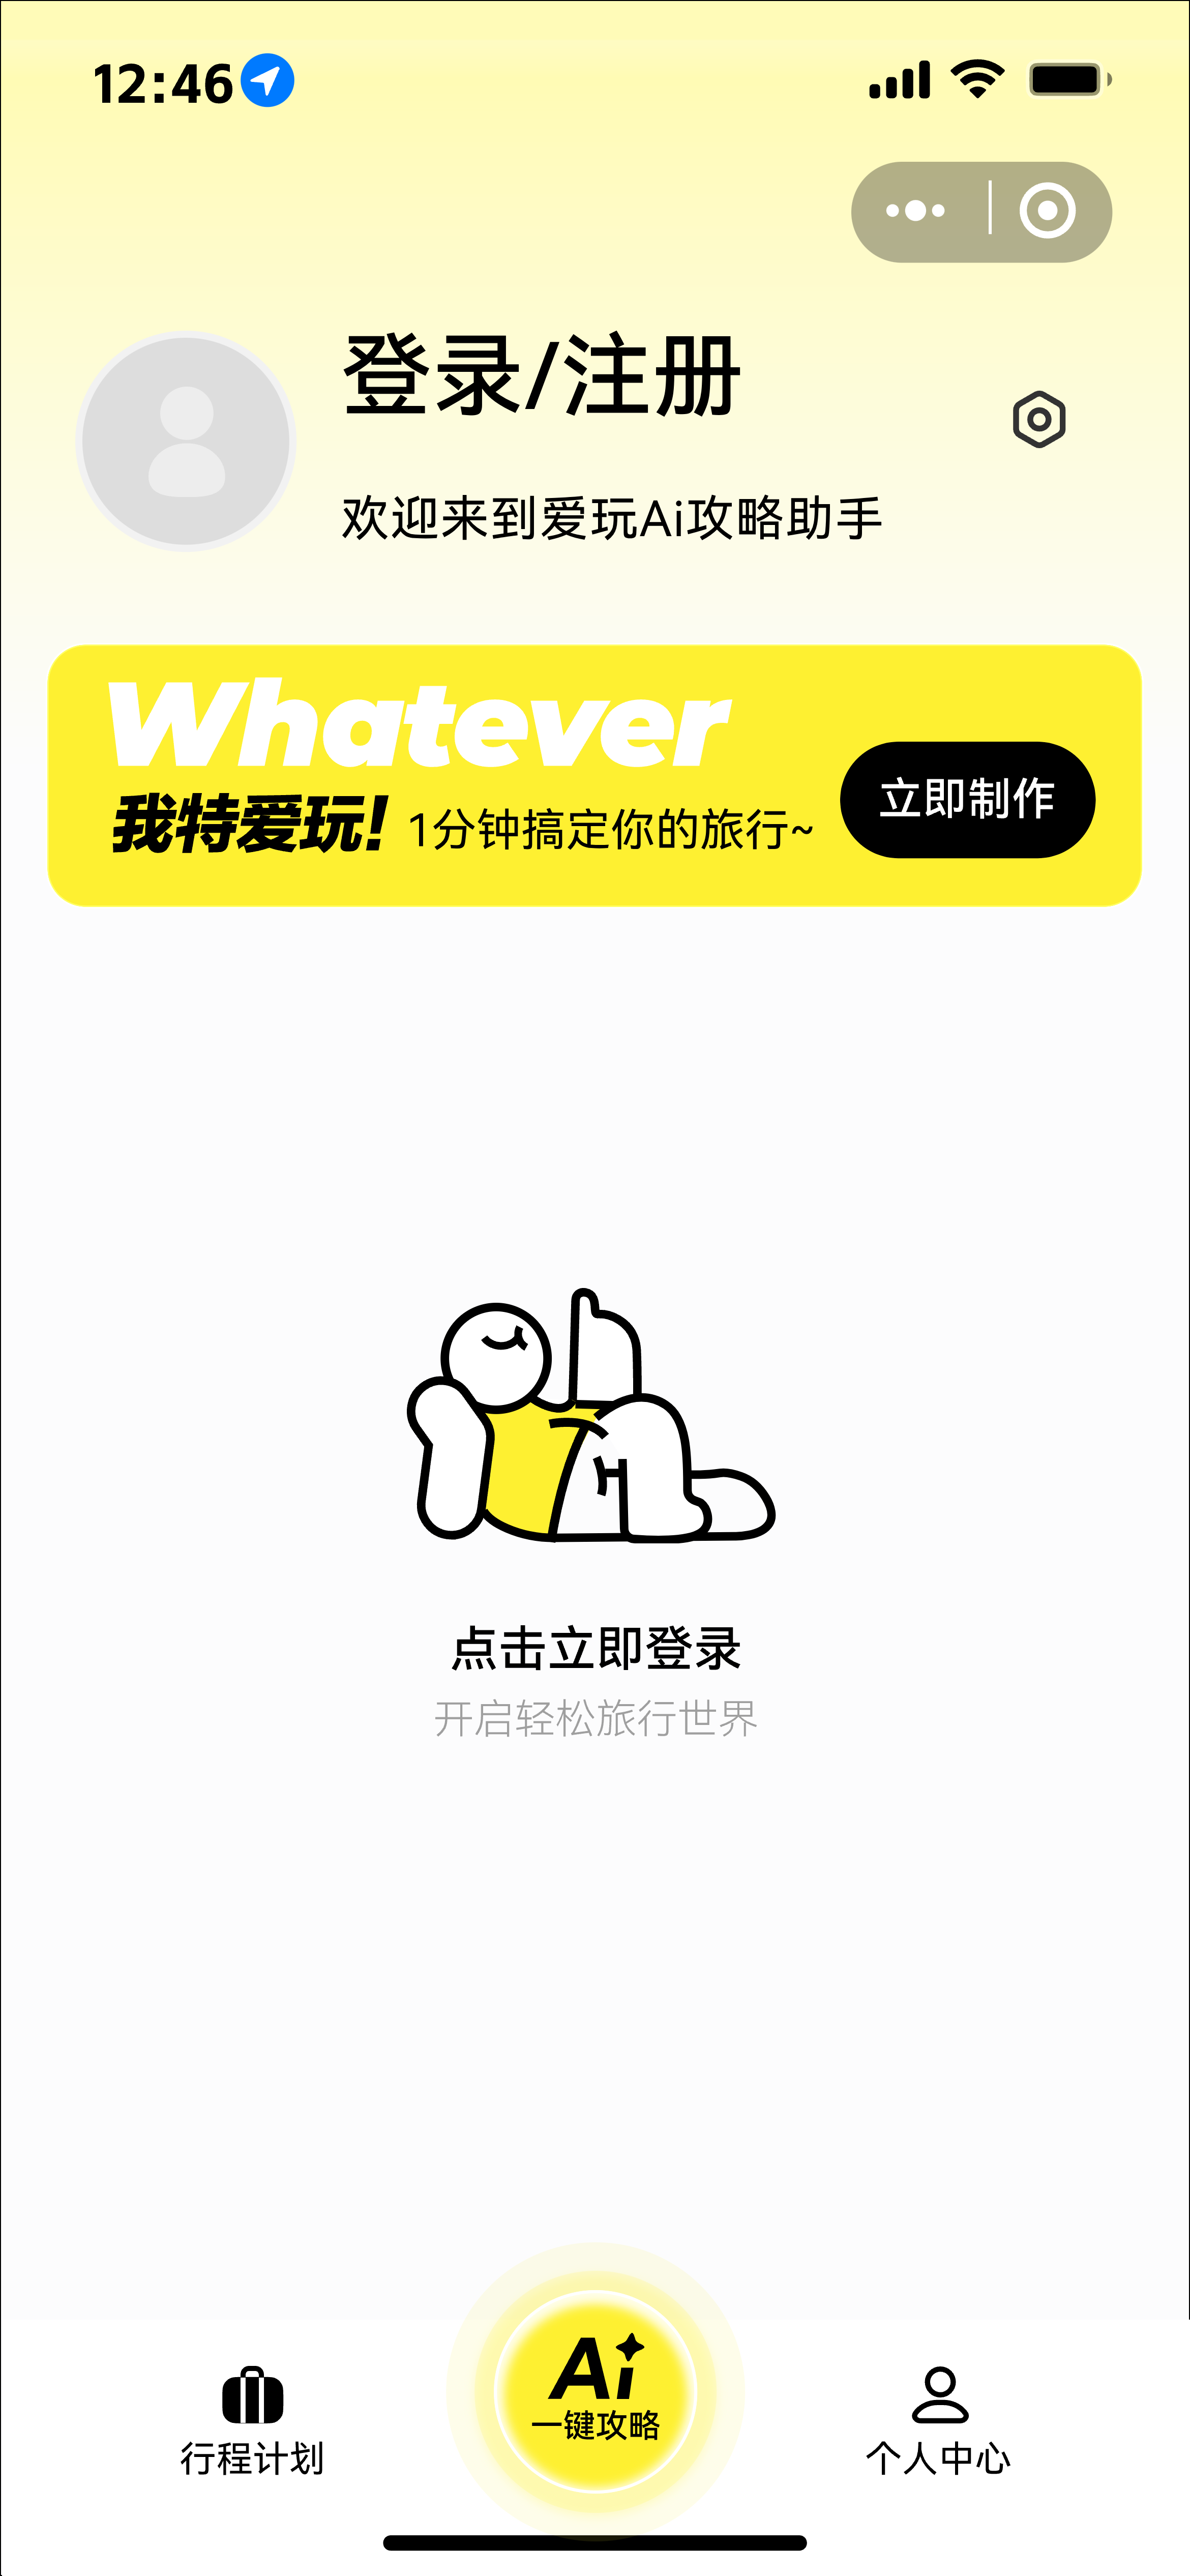 12:46
登录/注册
欢迎来到爱玩Ai攻略助手
Whatever
我特爱玩! 1分钟搞定你的旅行~
立即制作
点击立即登录
开启轻松旅行世界
Ai
一键攻略
行程计划
个人中心